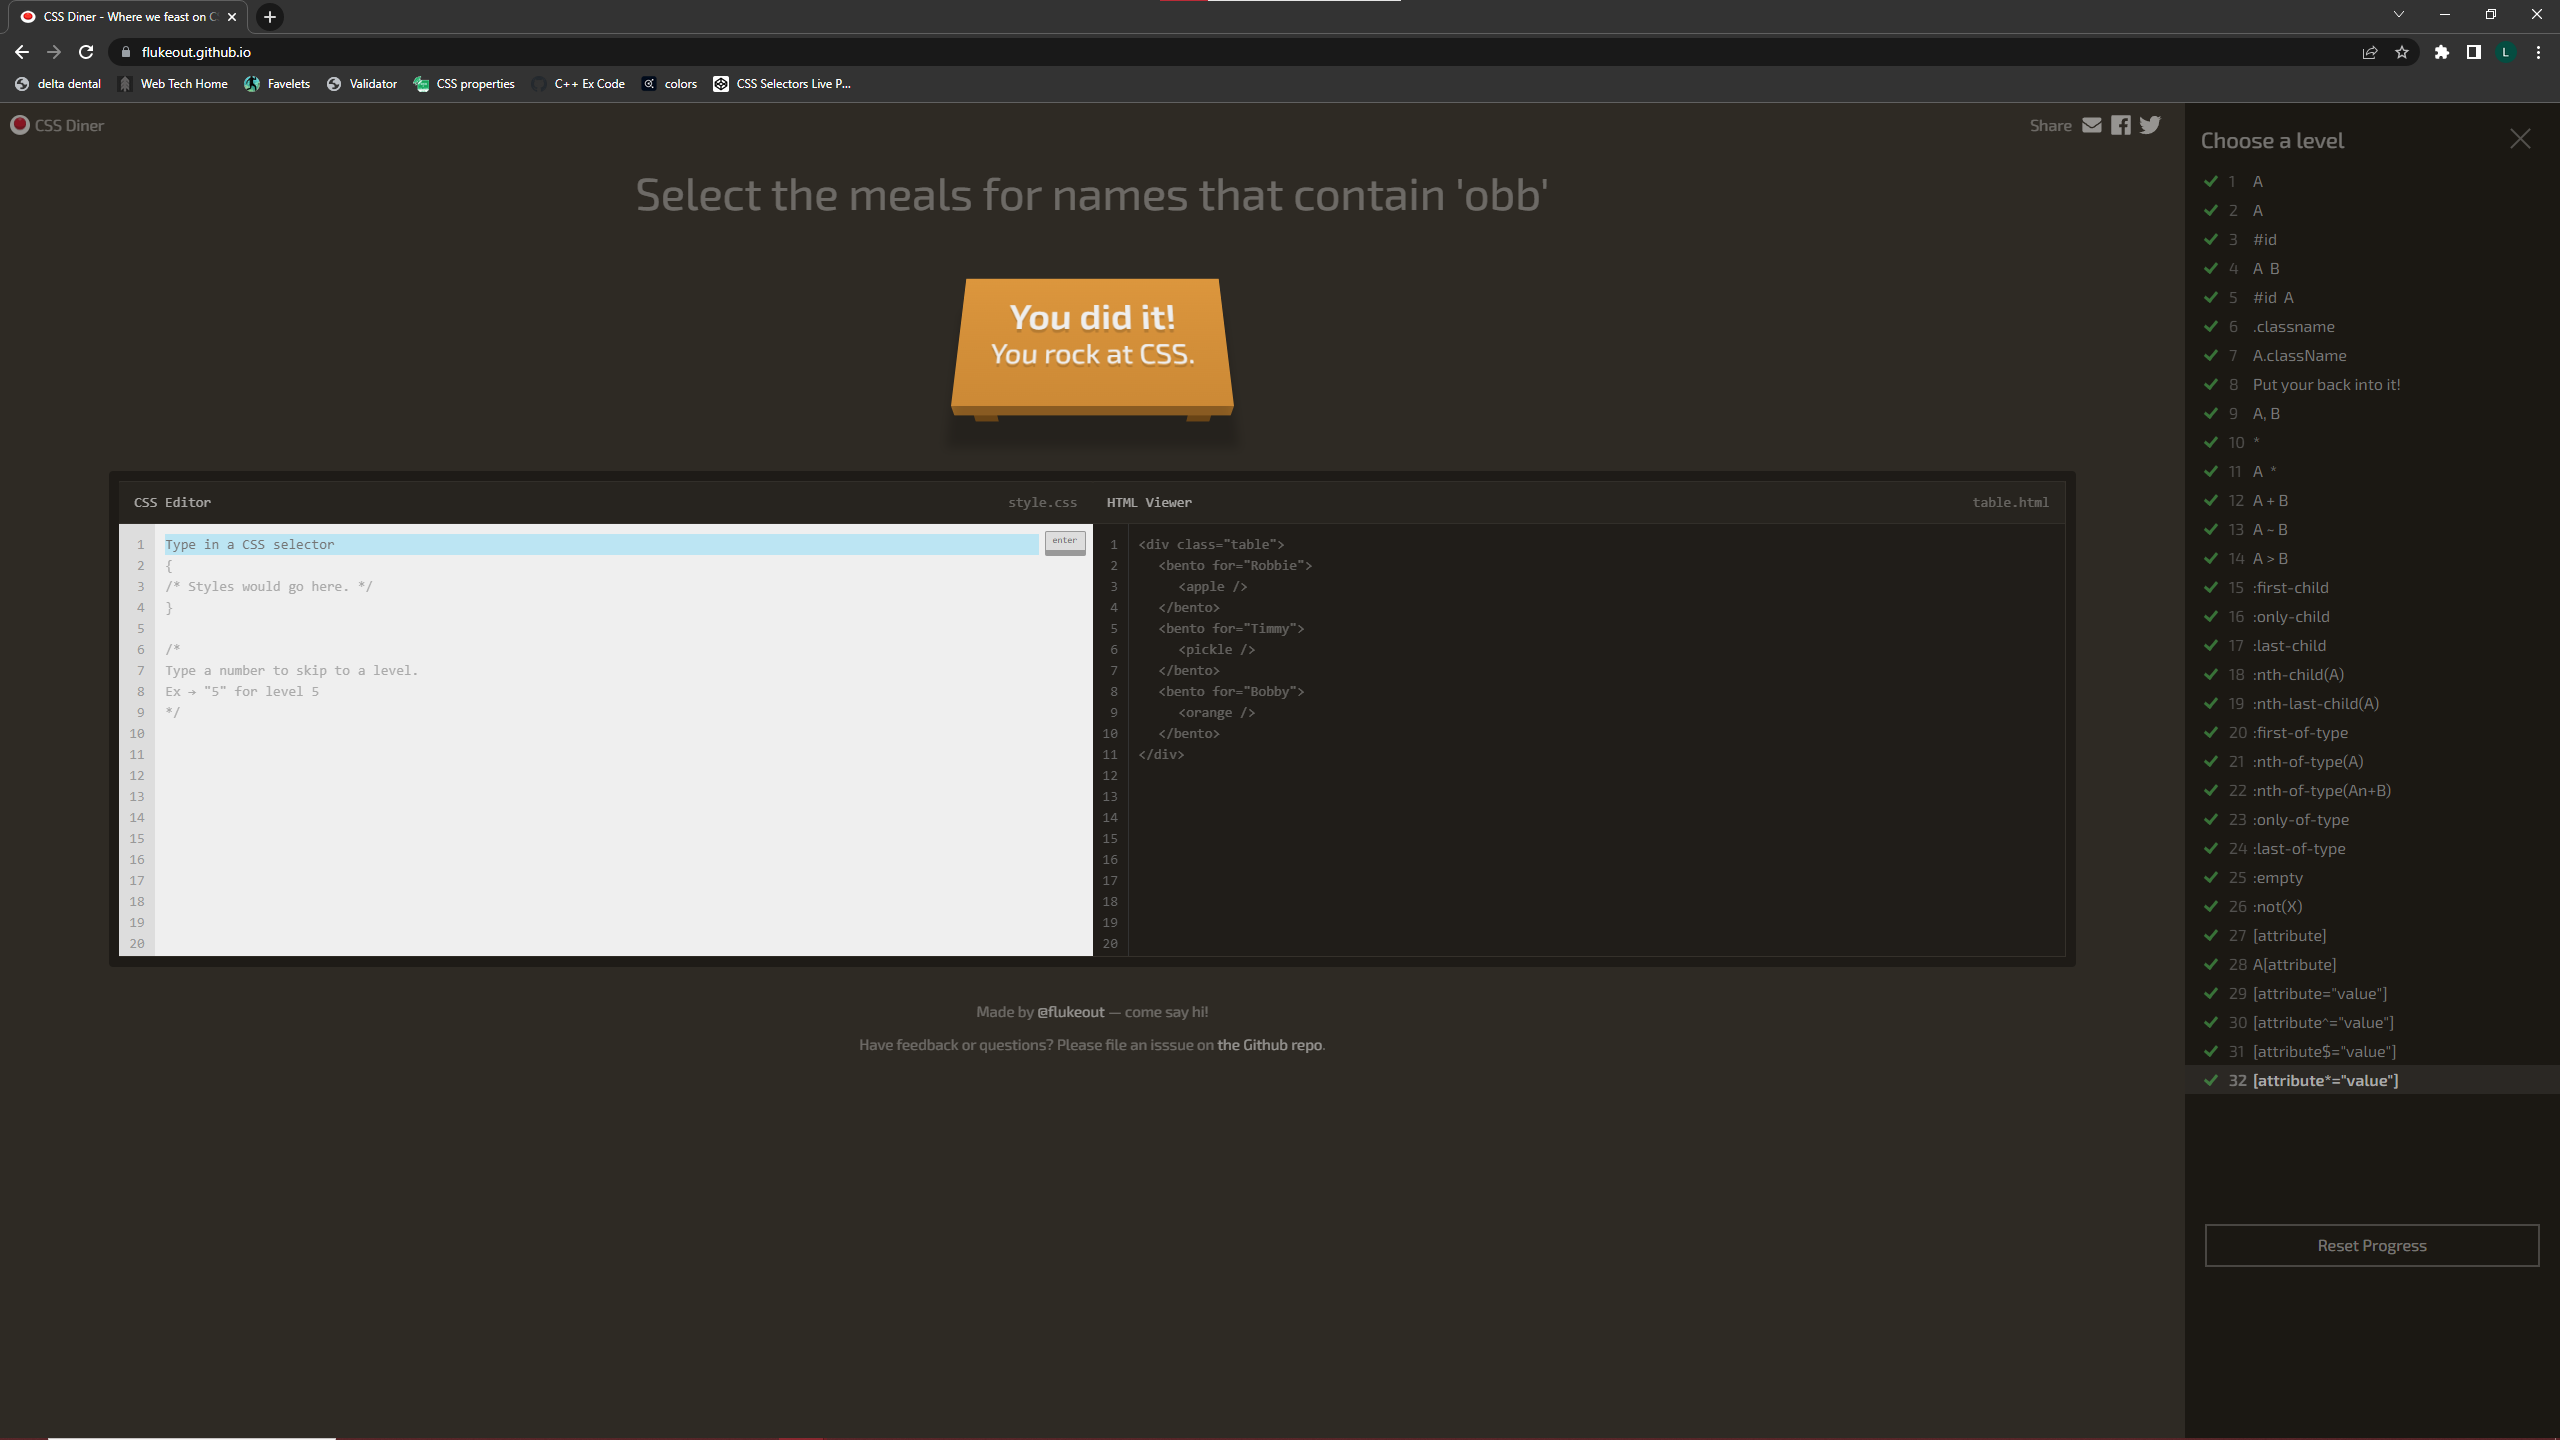 CSS Diner - Where we feast on CS
flukeout.github.io
L
delta dental
Web Tech Home
Favelets
Validator
CSS properties
C++ Ex Code
colors
CSS Selectors Live P...
CSS Diner
Share
Select the meals for names that contain 'obb'
You did it!
You rock at CSS.
CSS Editor
style.css
1 Type in a CSS selector
enter
2 {
3 /* Styles would go here. */
4 }
5
6 /*
7 Type a number to skip to a level.
8 Ex → "5" for level 5
9 */
10
11
12
13
14
15
16
17
18
19
20
HTML Viewer
table.html
1 <div class="table">
2 <bento for="Robbie">
3 <apple />
4 </bento>
5 <bento for="Timmy">
6 <pickle />
7 </bento>
8 <bento for="Bobby">
9 <orange />
10 </bento>
11 </div>
12
13
14
15
16
17
18
19
20
Made by @flukeout — come say hi!
Have feedback or questions? Please file an isssue on the Github repo.
Choose a level
1 A
2 A
3 #id
4 A B
5 #id A
6 .classname
7 A.className
8 Put your back into it!
9 A, B
10 *
11 A *
12 A + B
13 A ~ B
14 A > B
15 :first-child
16 :only-child
17 :last-child
18 :nth-child(A)
19 :nth-last-child(A)
20 :first-of-type
21 :nth-of-type(A)
22 :nth-of-type(An+B)
23 :only-of-type
24 :last-of-type
25 :empty
26 :not(X)
27 [attribute]
28 A[attribute]
29 [attribute="value"]
30 [attribute^="value"]
31 [attribute$="value"]
32 [attribute*="value"]
Reset Progress